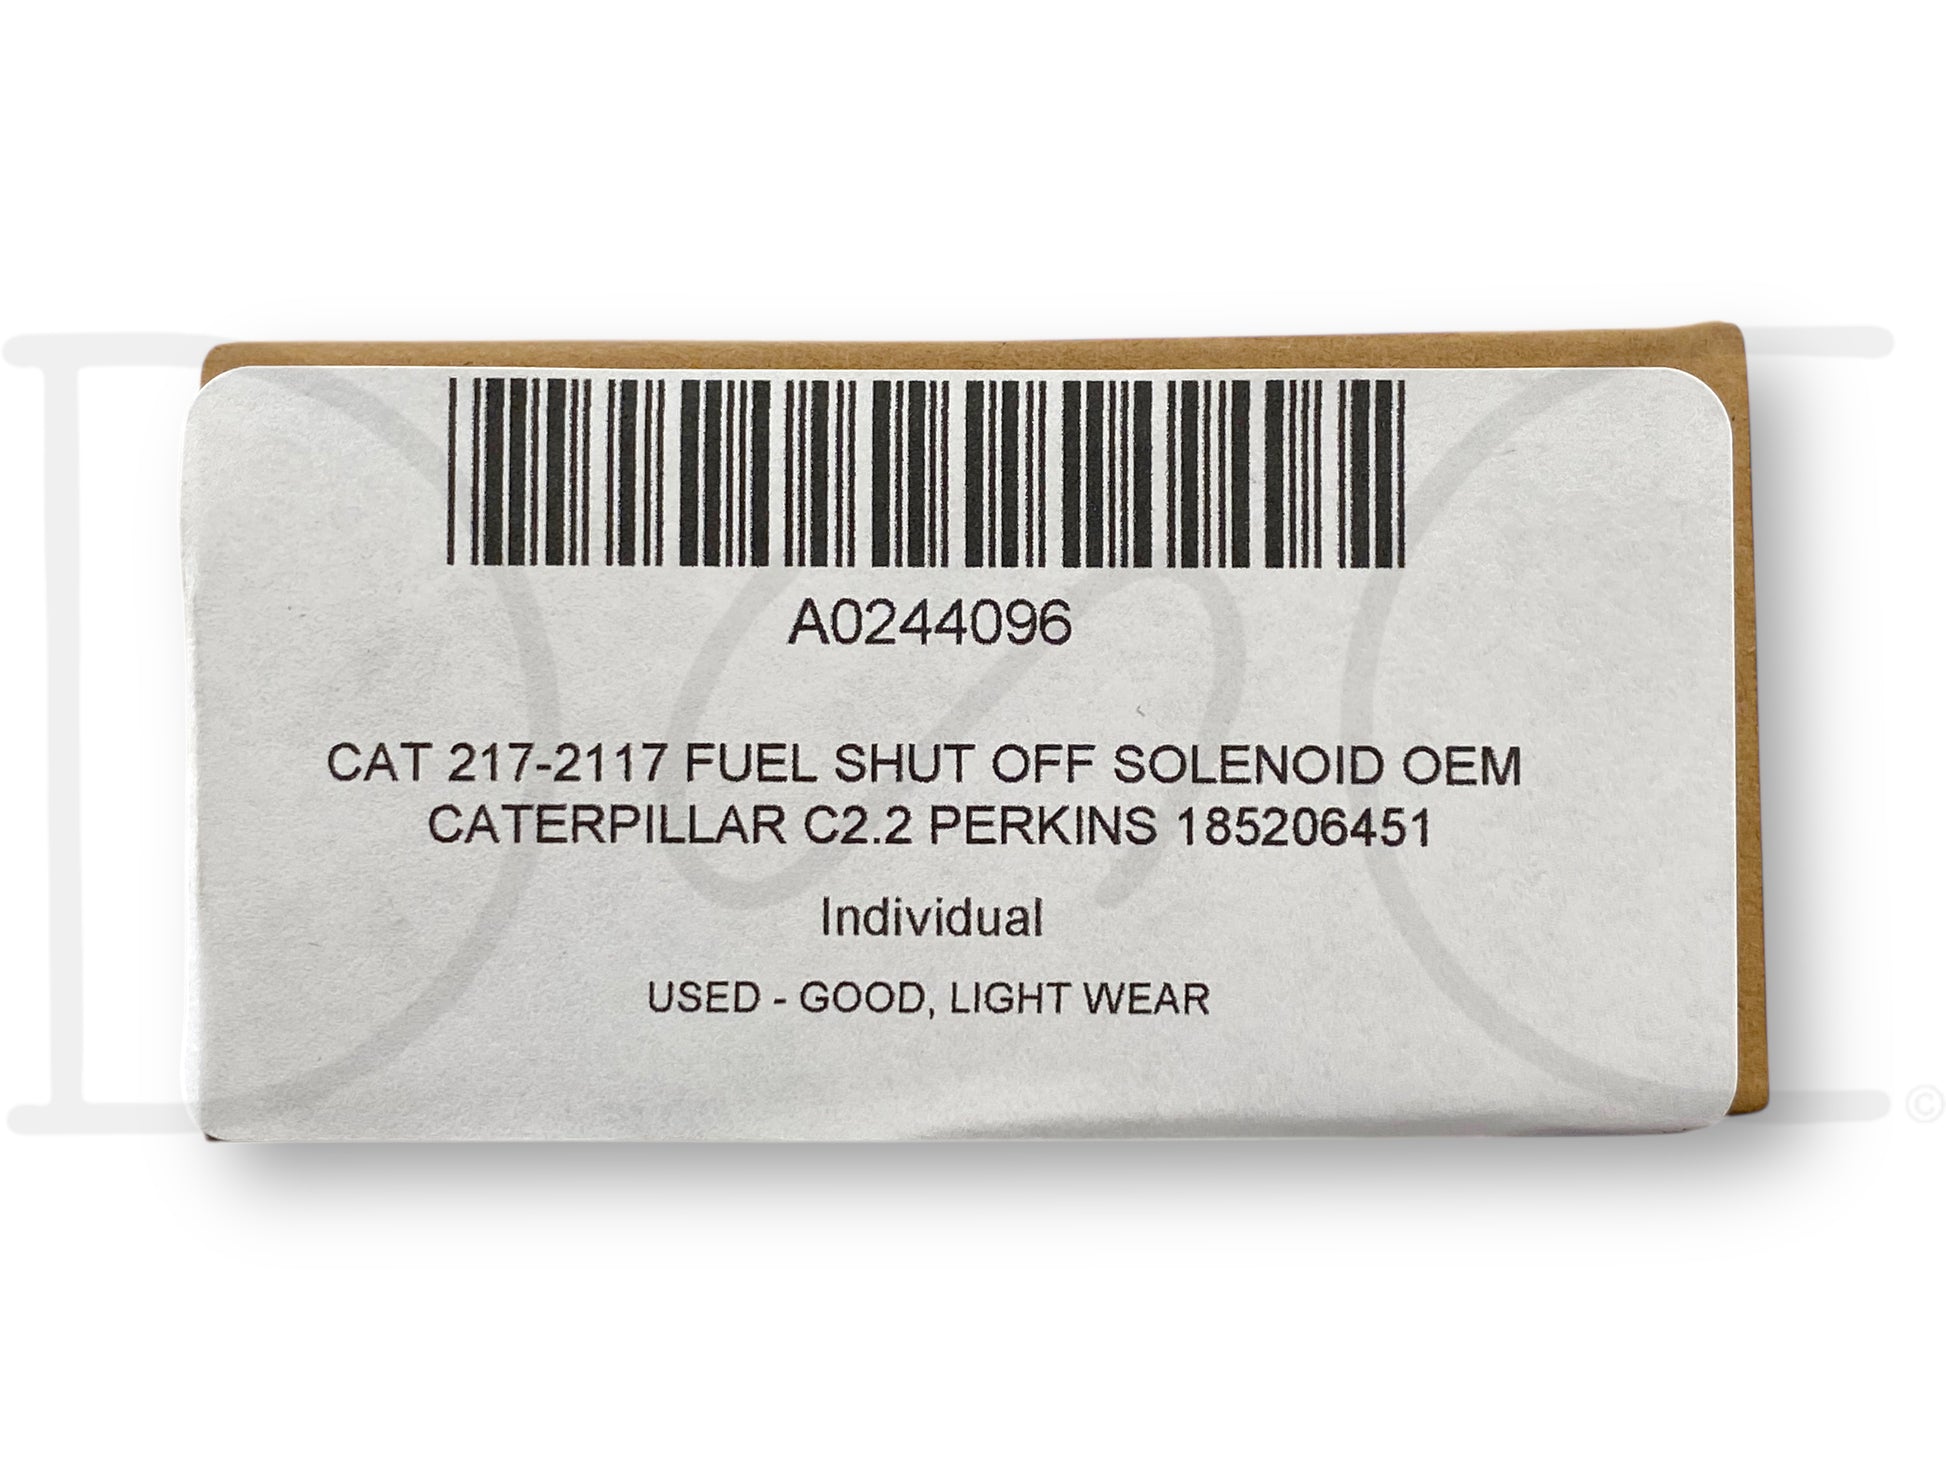 A0244096
CAT 217-2117 FUEL SHUT OFF SOLENOID OEM
CATERPILLAR C2.2 PERKINS 185206451
Individual
USED - GOOD, LIGHT WEAR
©